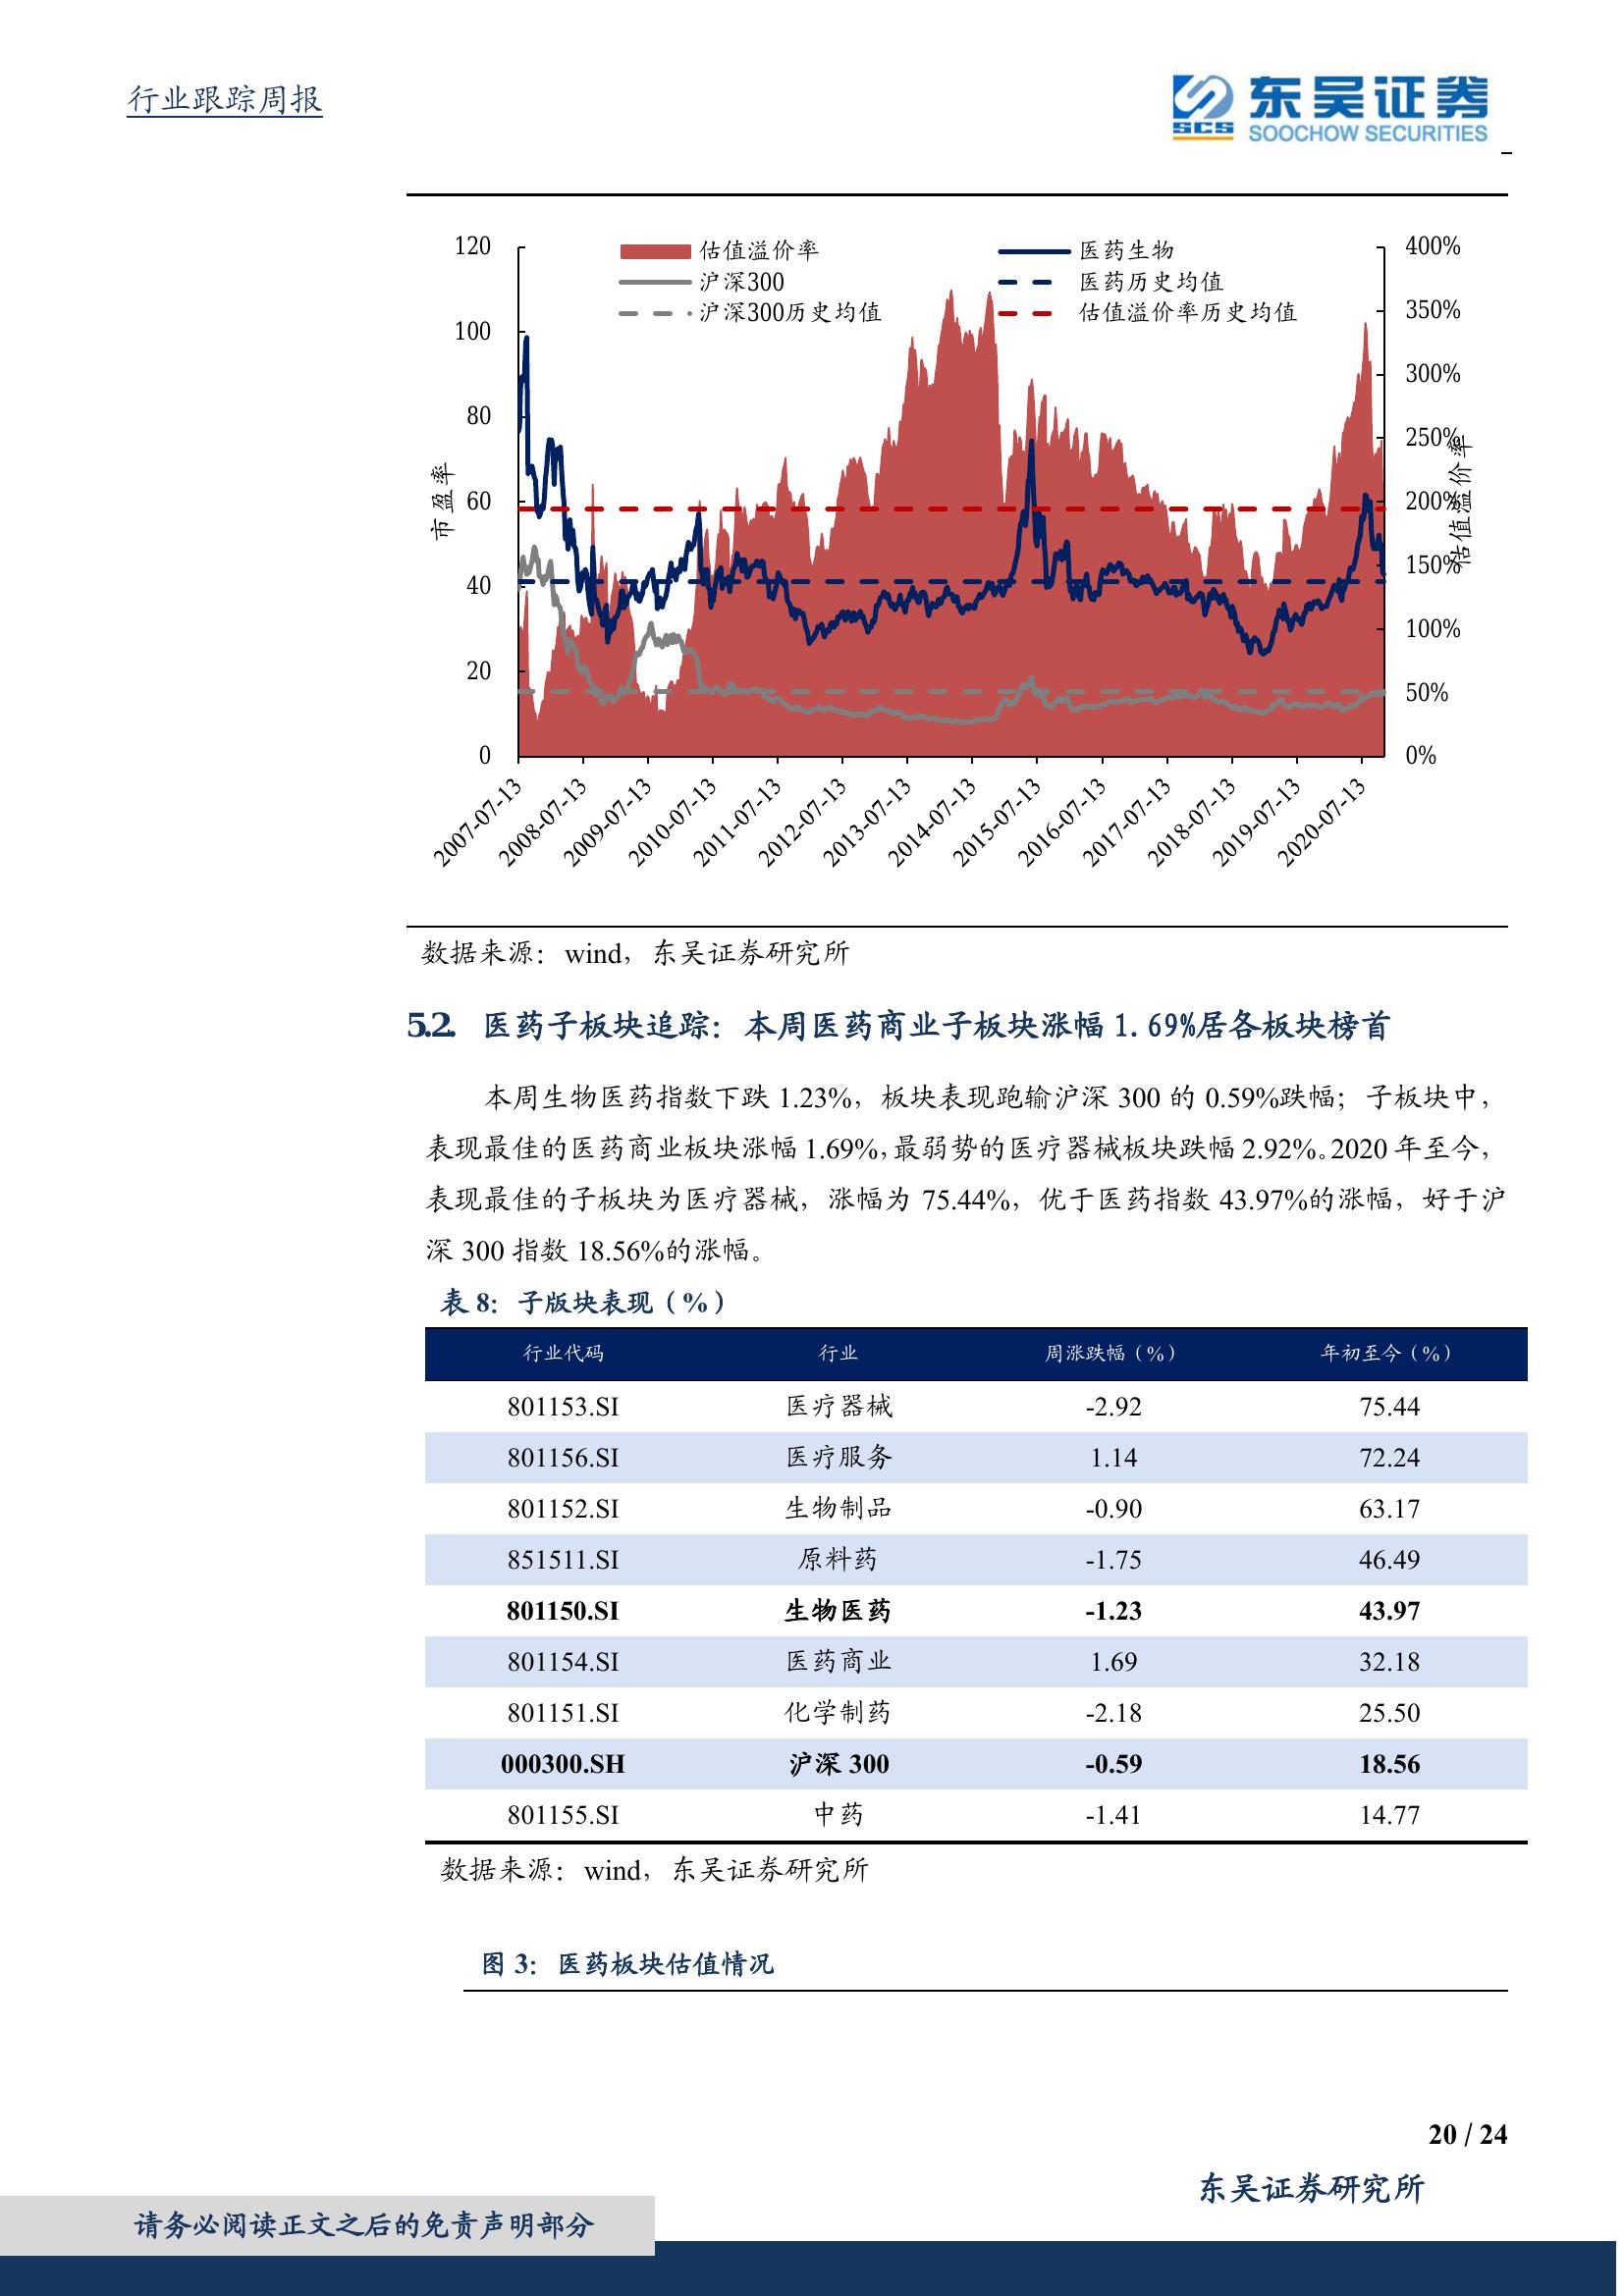 行业跟踪周报
SCS 东吴证券
SOOCHOW SECURITIES
估值溢价率 医药生物
沪深300 医药历史均值
沪深300历史均值 估值溢价率历史均值
120
100
80
60
40
20
0
市盈率
400%
350%
300%
250%
200%
150%
100%
50%
0%
估值溢价率
2007-07-13
2008-07-13
2009-07-13
2010-07-13
2011-07-13
2012-07-13
2013-07-13
2014-07-13
2015-07-13
2016-07-13
2017-07-13
2018-07-13
2019-07-13
2020-07-13
数据来源：wind，东吴证券研究所
5.2. 医药子板块追踪：本周医药商业子板块涨幅 1.69%居各板块榜首
本周生物医药指数下跌 1.23%，板块表现跑输沪深 300 的 0.59%跌幅；子板块中，
表现最佳的医药商业板块涨幅 1.69%，最弱势的医疗器械板块跌幅 2.92%。2020 年至今，
表现最佳的子板块为医疗器械，涨幅为 75.44%，优于医药指数 43.97%的涨幅，好于沪
深 300 指数 18.56%的涨幅。
表 8：子版块表现（%）
行业代码 行业 周涨跌幅（%） 年初至今（%）
801153.SI 医疗器械 -2.92 75.44
801156.SI 医疗服务 1.14 72.24
801152.SI 生物制品 -0.90 63.17
851511.SI 原料药 -1.75 46.49
801150.SI 生物医药 -1.23 43.97
801154.SI 医药商业 1.69 32.18
801151.SI 化学制药 -2.18 25.50
000300.SH 沪深 300 -0.59 18.56
801155.SI 中药 -1.41 14.77
数据来源：wind，东吴证券研究所
图 3：医药板块估值情况
20 / 24
东吴证券研究所
请务必阅读正文之后的免责声明部分